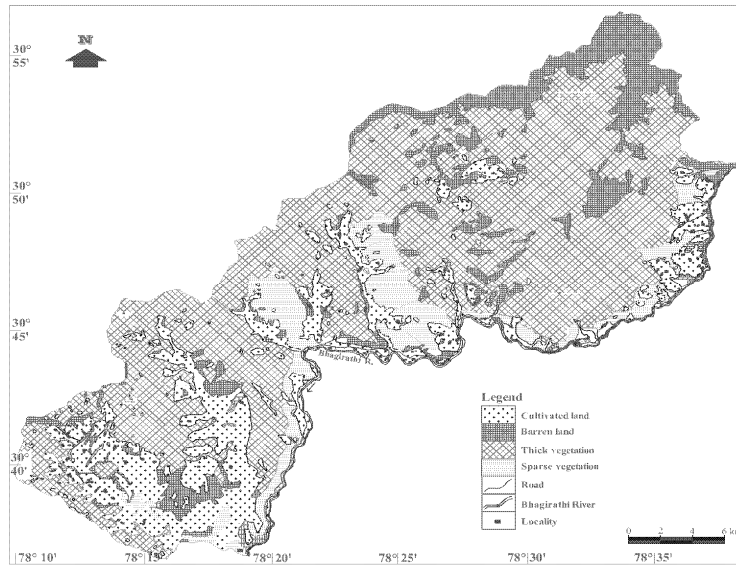 N
30°
55'
30°
50'
30°
45'
30°
40'
Bhagirathi R.
Legend
Cultivated land
Barren land
Thick vegetation
Sparse vegetation
Road
Bhagirathi River
Locality
0 2 4 6 k
78° 10' 78° 15' 78° 20' 78° 25' 78° 30' 78° 35'